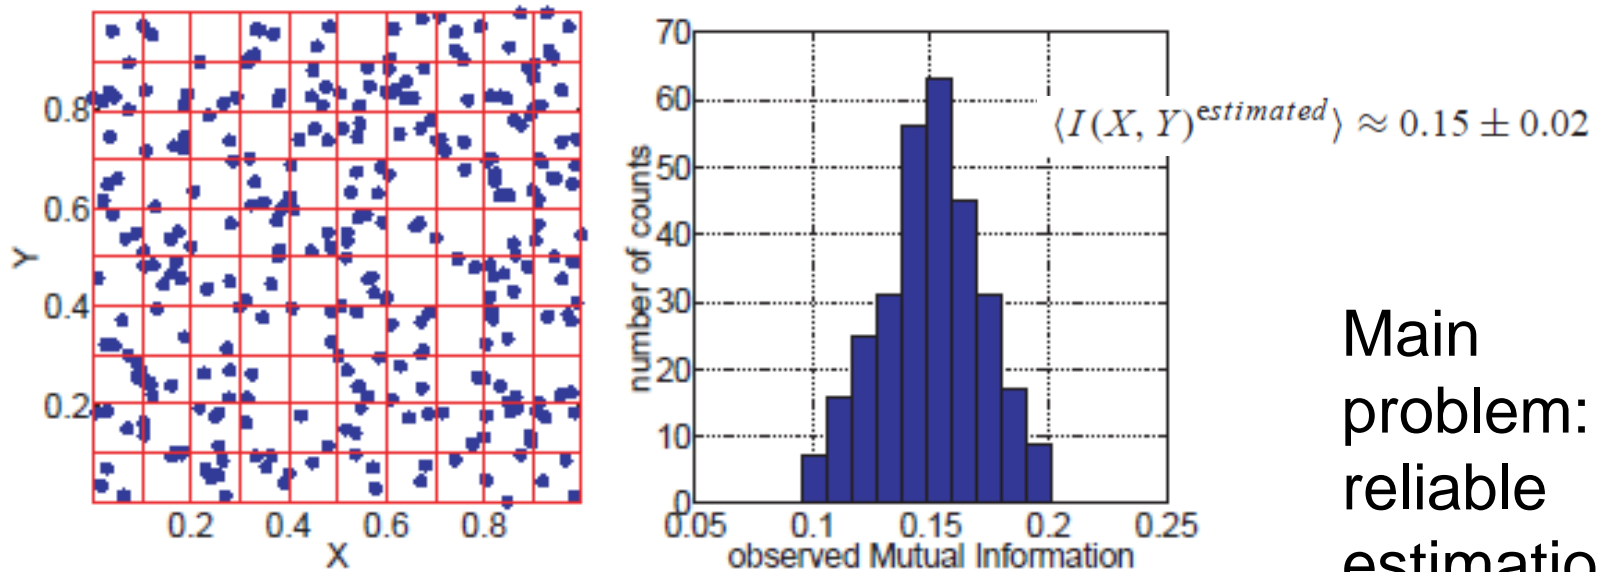 0.8
0.6
0.4
0.2
Y
0.2 0.4 0.6 0.8
X
70
60
50
40
30
20
10
0
number of counts
0.05 0.1 0.15 0.2 0.25
observed Mutual Information
⟨I(X, Y)^{estimated}⟩ ≈ 0.15 ± 0.02
Main
problem:
reliable